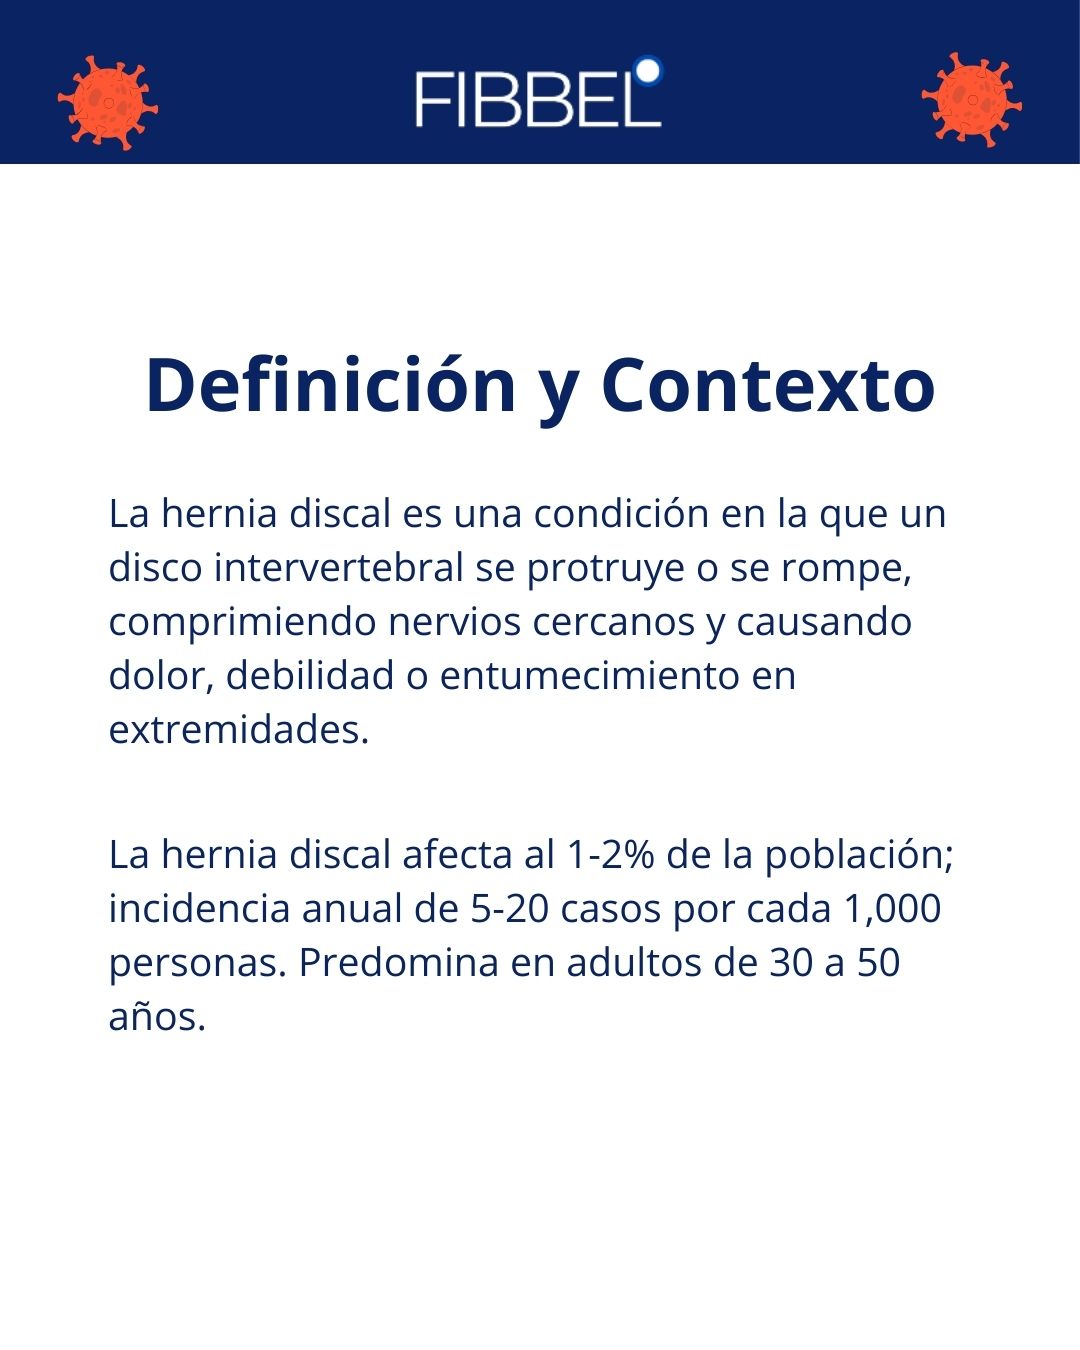 FIBBEL
Definición y Contexto
La hernia discal es una condición en la que un
disco intervertebral se protruye o se rompe,
comprimiendo nervios cercanos y causando
dolor, debilidad o entumecimiento en
extremidades.
La hernia discal afecta al 1-2% de la población;
incidencia anual de 5-20 casos por cada 1,000
personas. Predomina en adultos de 30 a 50
años.